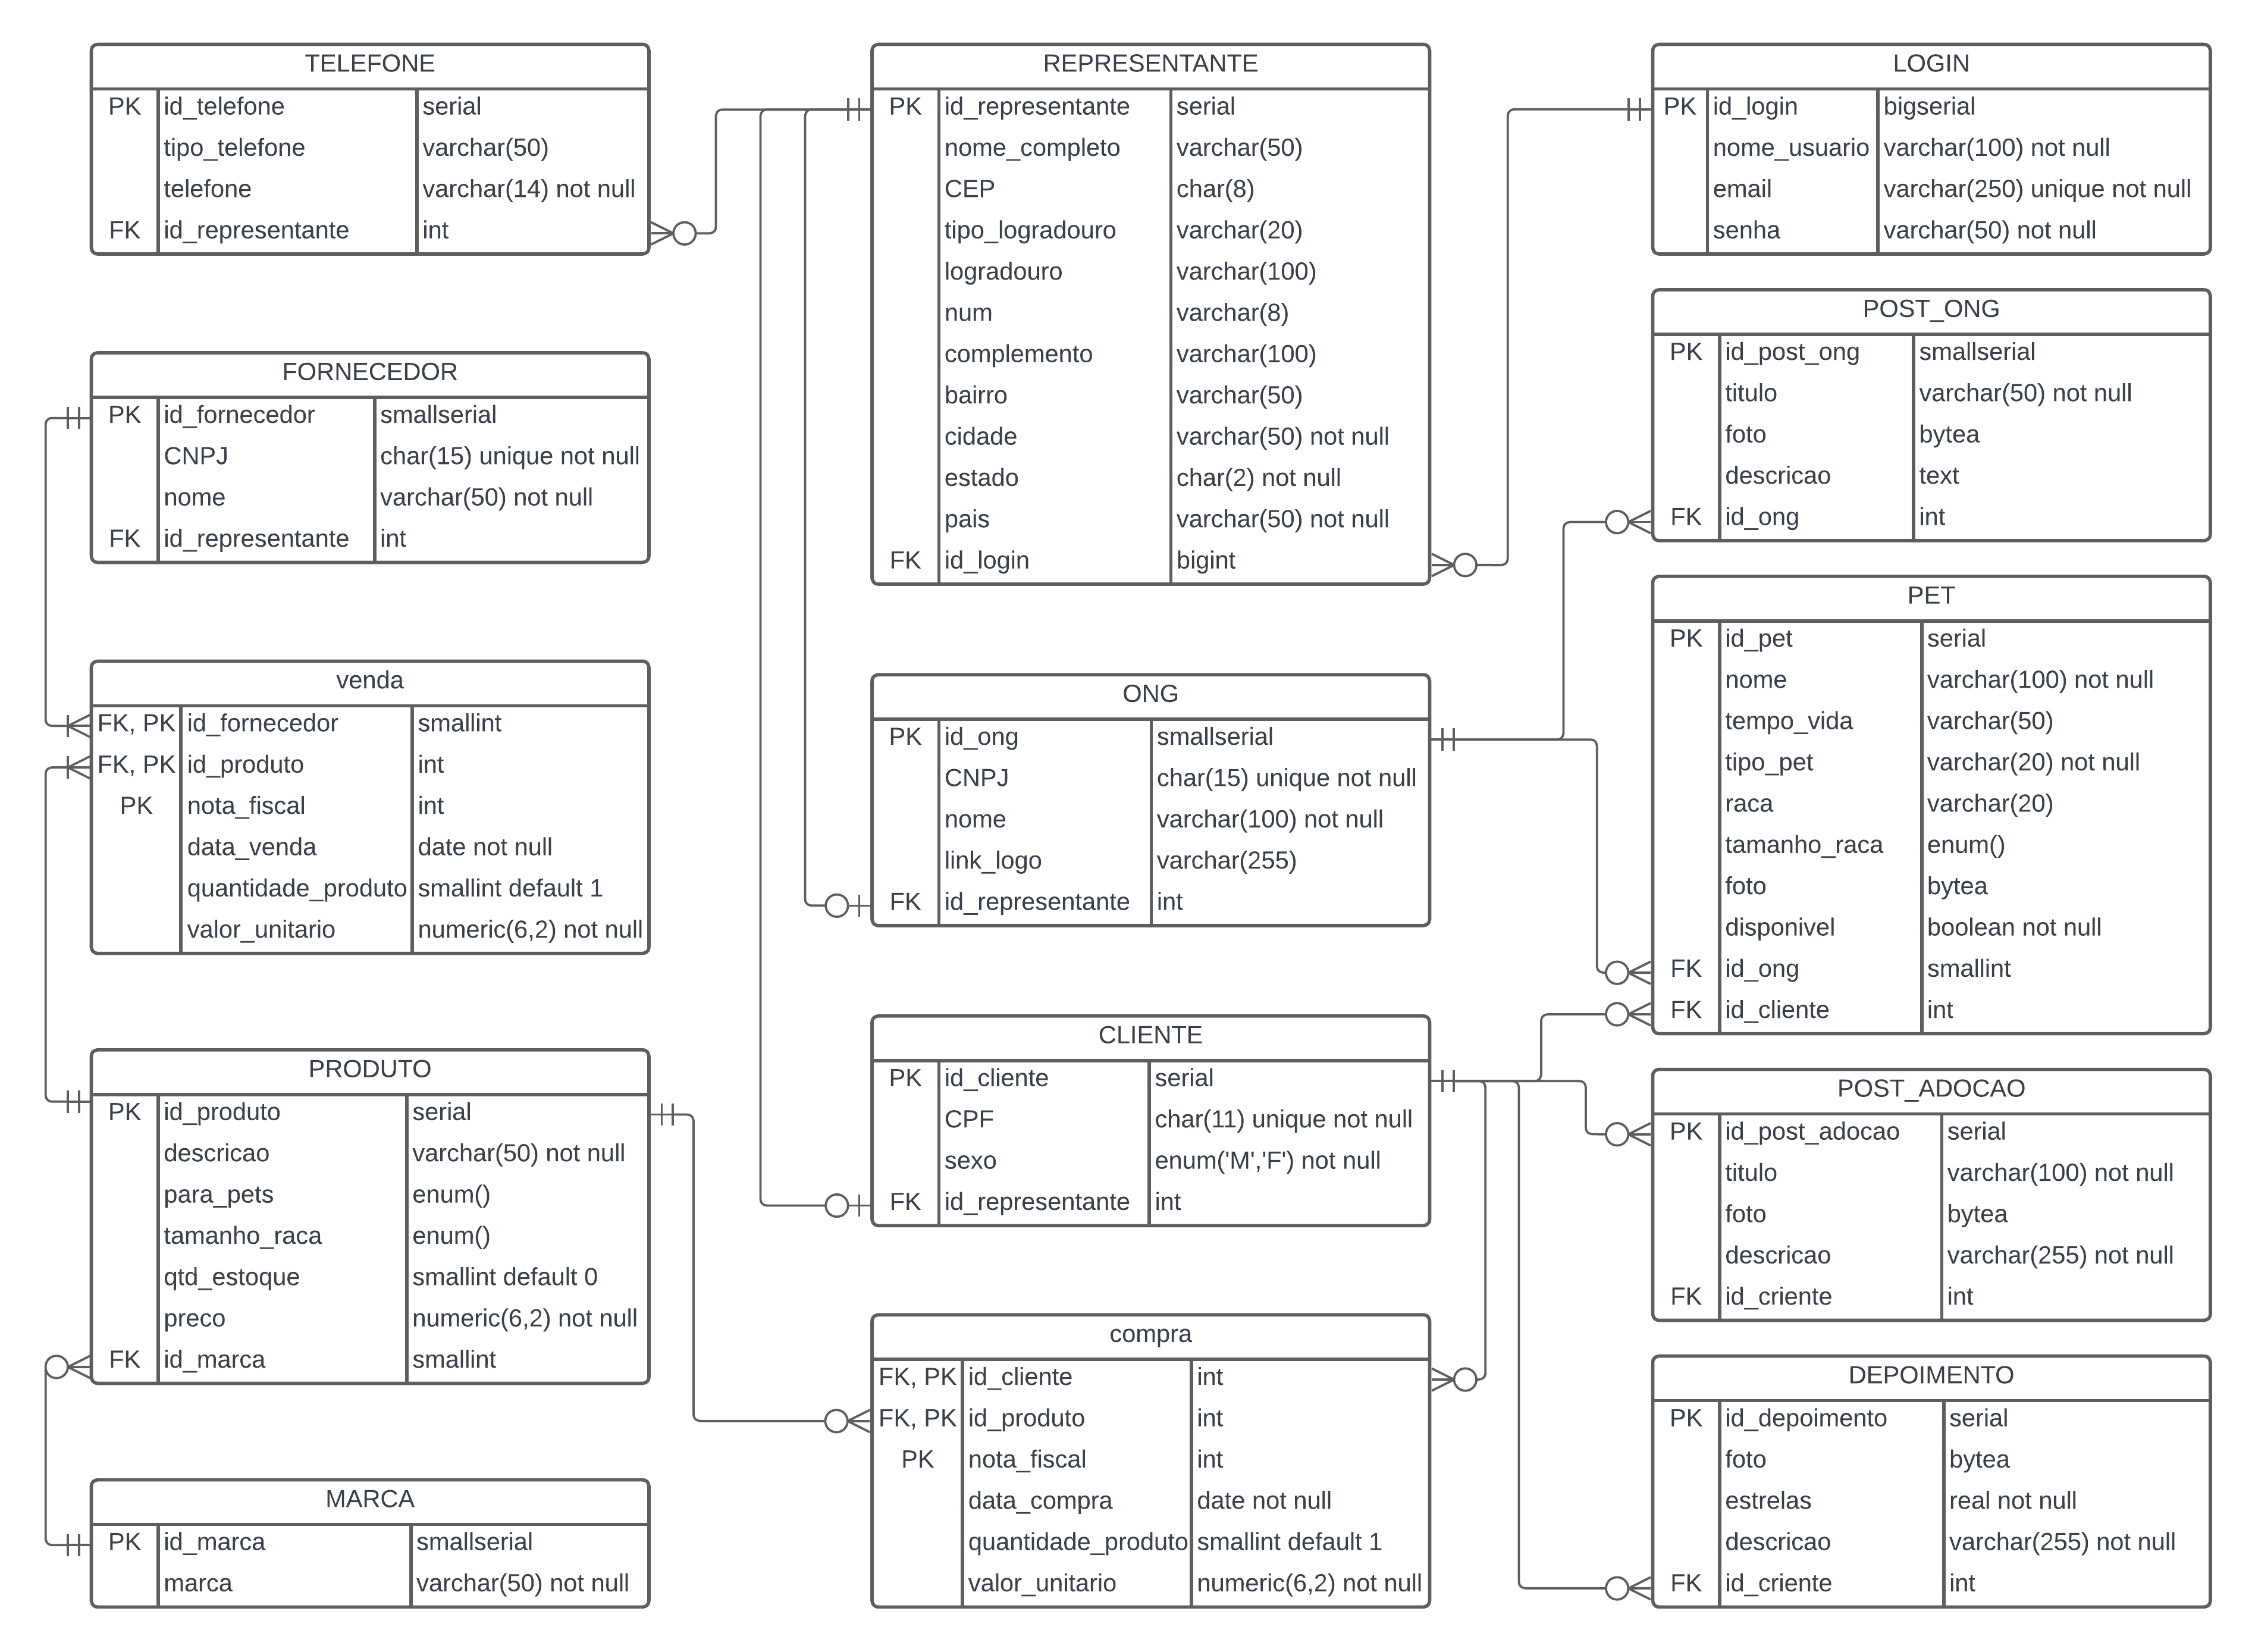 TELEFONE
PK id_telefone serial
tipo_telefone varchar(50)
telefone varchar(14) not null
FK id_representante int
FORNECEDOR
PK id_fornecedor smallserial
CNPJ char(15) unique not null
nome varchar(50) not null
FK id_representante int
venda
FK, PK id_fornecedor smallint
FK, PK id_produto int
PK nota_fiscal int
data_venda date not null
quantidade_produto smallint default 1
valor_unitario numeric(6,2) not null
PRODUTO
PK id_produto serial
descricao varchar(50) not null
para_pets enum()
tamanho_raca enum()
qtd_estoque smallint default 0
preco numeric(6,2) not null
FK id_marca smallint
MARCA
PK id_marca smallserial
marca varchar(50) not null
REPRESENTANTE
PK id_representante serial
nome_completo varchar(50)
CEP char(8)
tipo_logradouro varchar(20)
logradouro varchar(100)
num varchar(8)
complemento varchar(100)
bairro varchar(50)
cidade varchar(50) not null
estado char(2) not null
pais varchar(50) not null
FK id_login bigint
ONG
PK id_ong smallserial
CNPJ char(15) unique not null
nome varchar(100) not null
link_logo varchar(255)
FK id_representante int
CLIENTE
PK id_cliente serial
CPF char(11) unique not null
sexo enum('M','F') not null
FK id_representante int
compra
FK, PK id_cliente int
FK, PK id_produto int
PK nota_fiscal int
data_compra date not null
quantidade_produto smallint default 1
valor_unitario numeric(6,2) not null
LOGIN
PK id_login bigserial
nome_usuario varchar(100) not null
email varchar(250) unique not null
senha varchar(50) not null
POST_ONG
PK id_post_ong smallserial
titulo varchar(50) not null
foto bytea
descricao text
FK id_ong int
PET
PK id_pet serial
nome varchar(100) not null
tempo_vida varchar(50)
tipo_pet varchar(20) not null
raca varchar(20)
tamanho_raca enum()
foto bytea
disponivel boolean not null
FK id_ong smallint
FK id_cliente int
POST_ADOCAO
PK id_post_adocao serial
titulo varchar(100) not null
foto bytea
descricao varchar(255) not null
FK id_criente int
DEPOIMENTO
PK id_depoimento serial
foto bytea
estrelas real not null
descricao varchar(255) not null
FK id_criente int